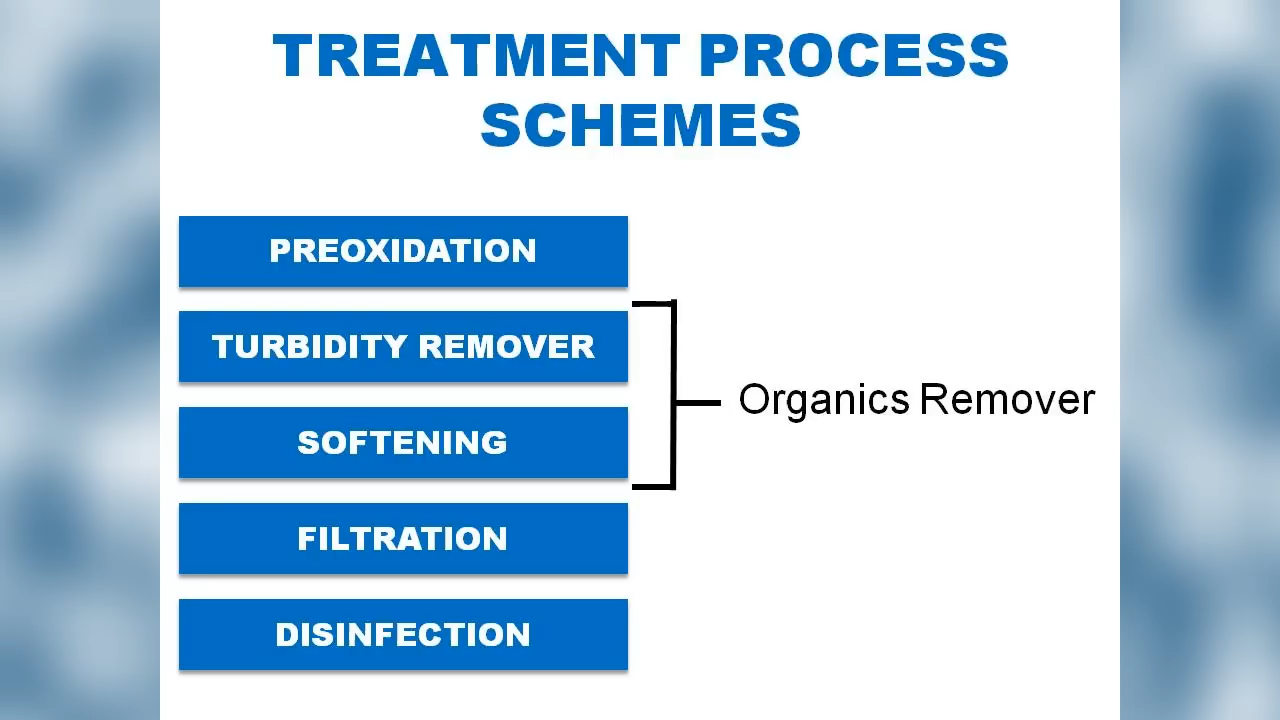 TREATMENT PROCESS
SCHEMES
PREOXIDATION
TURBIDITY REMOVER
SOFTENING
Organics Remover
FILTRATION
DISINFECTION